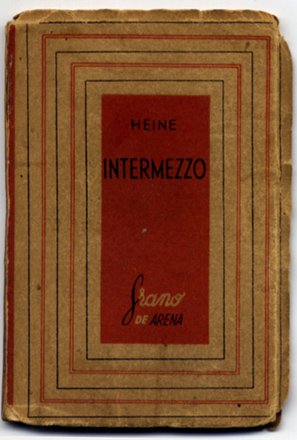 HEINE
INTERMEZZO
Grano
DE ARENA